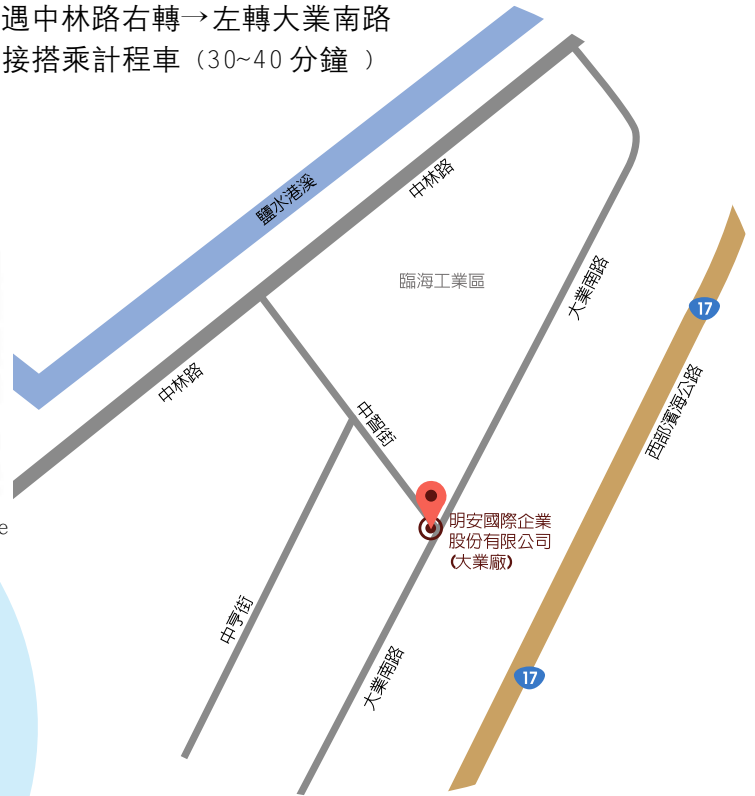 遇中林路右轉→左轉大業南路
接搭乘計程車（30~40 分鐘 ）
鹽水港溪
中林路
臨海工業區
大業南路
17
中林路
西部濱海公路
中智街
明安國際企業
股份有限公司
(大業廠)
e
中亨街
大業南路
17